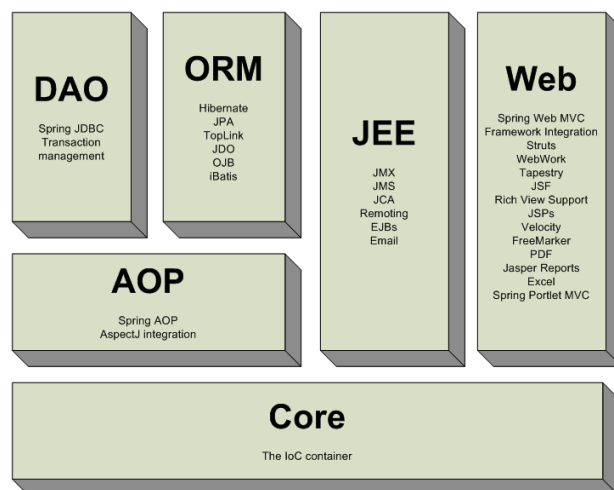 DAO
Spring JDBC
Transaction
management
ORM
Hibernate
JPA
TopLink
JDO
OJB
iBatis
JEE
JMX
JMS
JCA
Remoting
EJBs
Email
Web
Spring Web MVC
Framework Integration
Struts
WebWork
Tapestry
JSF
Rich View Support
JSPs
Velocity
FreeMarker
PDF
Jasper Reports
Excel
Spring Portlet MVC
AOP
Spring AOP
AspectJ integration
Core
The IoC container